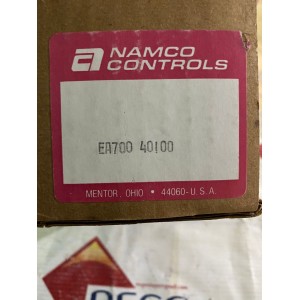 NAMCO
CONTROLS
EA700 40100
MENTOR, OHIO • 44060-U.S.A.